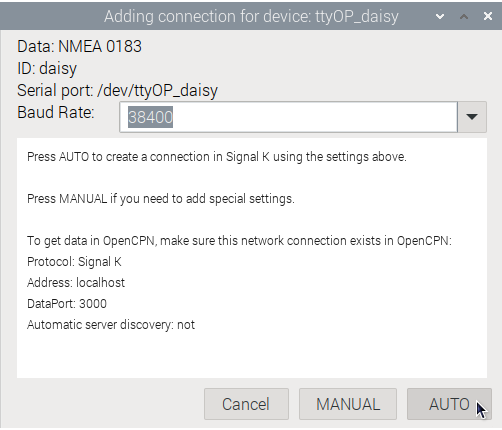 Adding connection for device: ttyOP_daisy
Data: NMEA 0183
ID: daisy
Serial port: /dev/ttyOP_daisy
Baud Rate: 38400
Press AUTO to create a connection in Signal K using the settings above.
Press MANUAL if you need to add special settings.
To get data in OpenCPN, make sure this network connection exists in OpenCPN:
Protocol: Signal K
Address: localhost
DataPort: 3000
Automatic server discovery: not
Cancel MANUAL AUTO